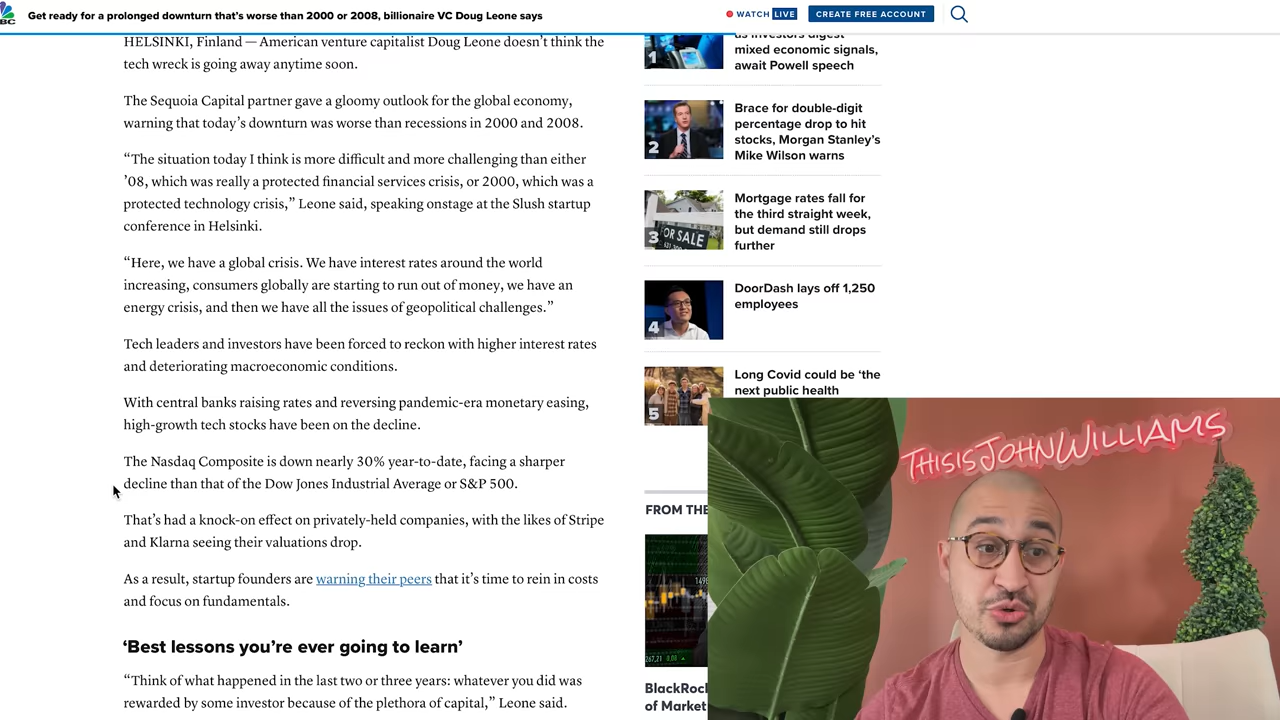 Get ready for a prolonged downturn that's worse than 2000 or 2008, billionaire VC Doug Leone says
WATCH LIVE
CREATE FREE ACCOUNT
HELSINKI, Finland — American venture capitalist Doug Leone doesn't think the
tech wreck is going away anytime soon.
The Sequoia Capital partner gave a gloomy outlook for the global economy,
warning that today's downturn was worse than recessions in 2000 and 2008.
“The situation today I think is more difficult and more challenging than either
’08, which was really a protected financial services crisis, or 2000, which was a
protected technology crisis,” Leone said, speaking onstage at the Slush startup
conference in Helsinki.
“Here, we have a global crisis. We have interest rates around the world
increasing, consumers globally are starting to run out of money, we have an
energy crisis, and then we have all the issues of geopolitical challenges.”
Tech leaders and investors have been forced to reckon with higher interest rates
and deteriorating macroeconomic conditions.
With central banks raising rates and reversing pandemic-era monetary easing,
high-growth tech stocks have been on the decline.
The Nasdaq Composite is down nearly 30% year-to-date, facing a sharper
decline than that of the Dow Jones Industrial Average or S&P 500.
That's had a knock-on effect on privately-held companies, with the likes of Stripe
and Klarna seeing their valuations drop.
As a result, startup founders are warning their peers that it's time to rein in costs
and focus on fundamentals.
‘Best lessons you're ever going to learn’
“Think of what happened in the last two or three years: whatever you did was
rewarded by some investor because of the plethora of capital,” Leone said.
1
as investors digest
mixed economic signals,
await Powell speech
2
Brace for double-digit
percentage drop to hit
stocks, Morgan Stanley's
Mike Wilson warns
3
FOR SALE
Mortgage rates fall for
the third straight week,
but demand still drops
further
4
DoorDash lays off 1,250
employees
5
Long Covid could be ‘the
next public health
FROM THE
BlackRoc
of Market
THISISJOHNWILLIAMS